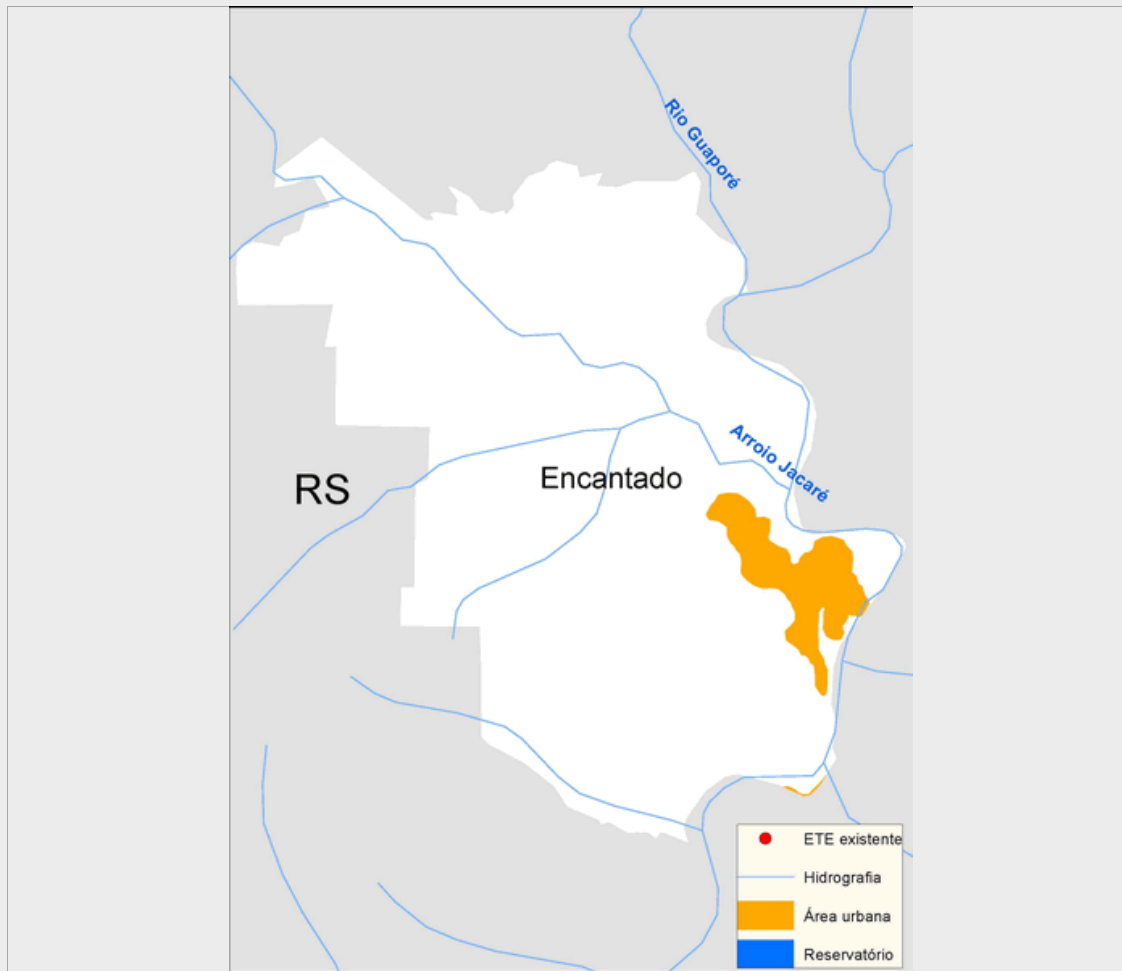 Rio Guaporé
Arroio Jacaré
Encantado
RS
ETE existente
Hidrografia
Área urbana
Reservatório